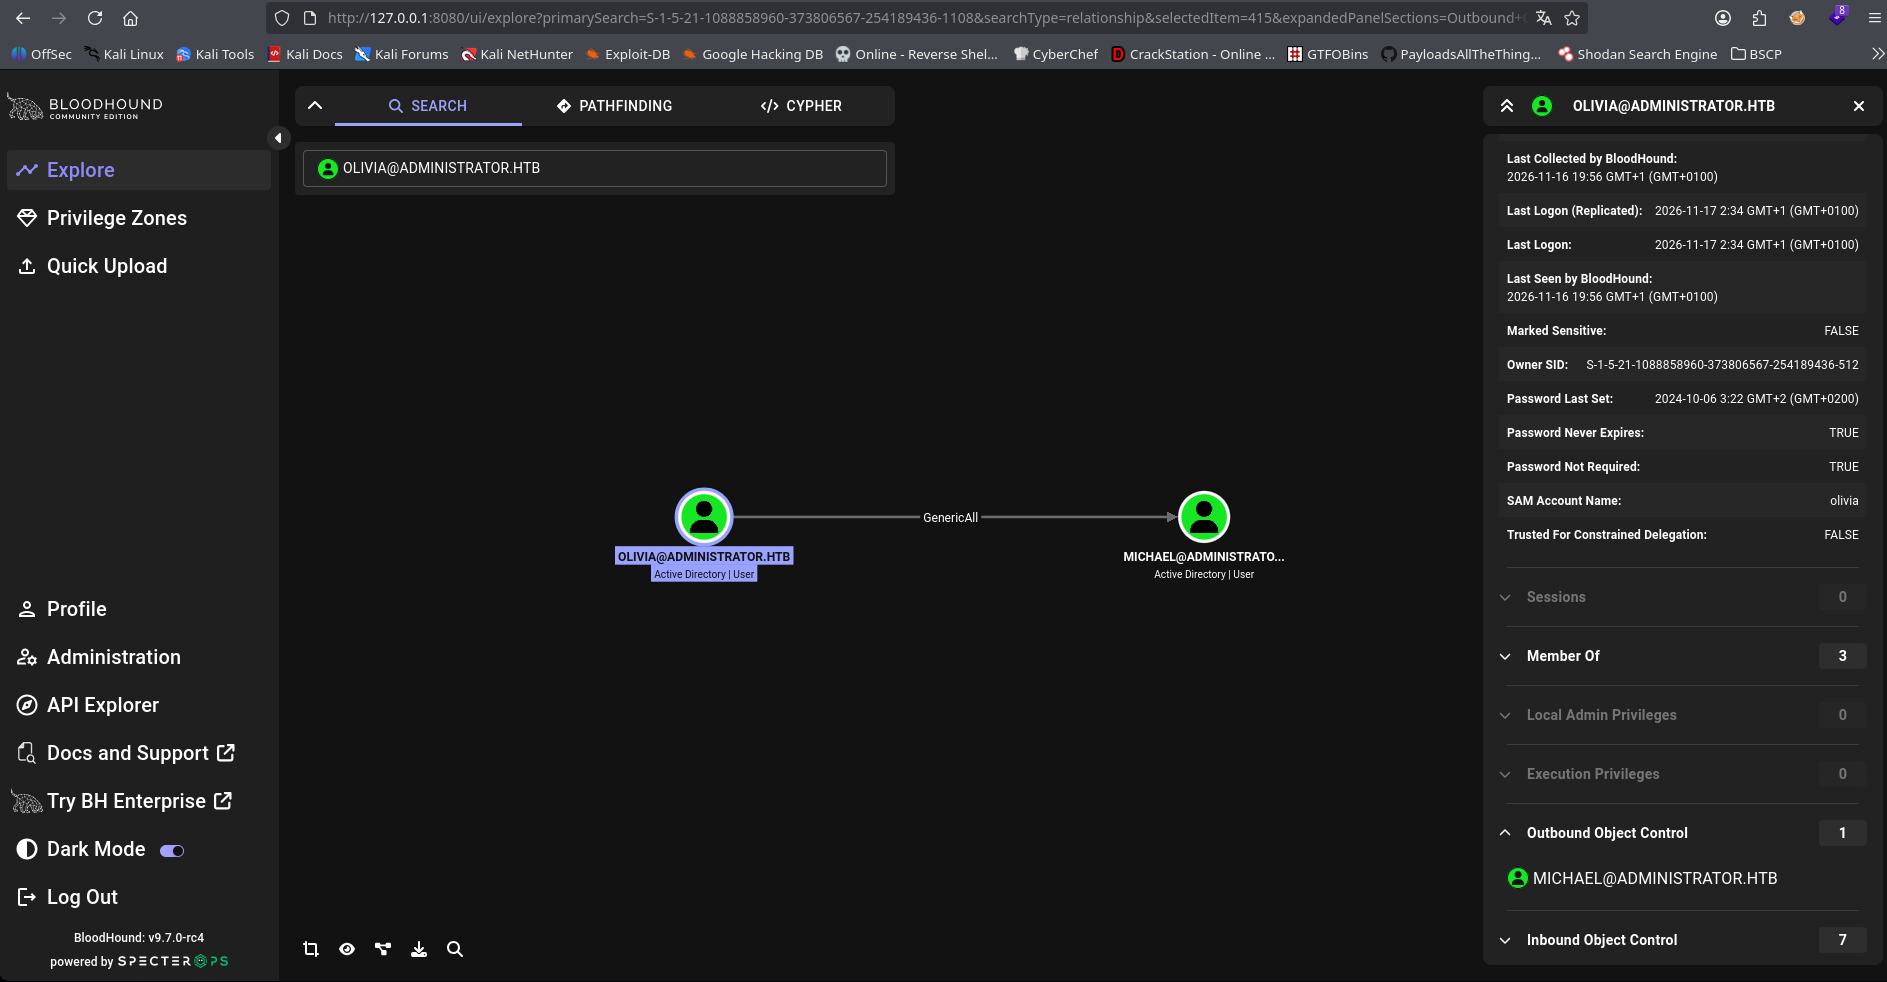 http://127.0.0.1:8080/ui/explore?primarySearch=S-1-5-21-1088858960-373806567-254189436-1108&searchType=relationship&selectedItem=415&expandedPanelSections=Outbound+
8
OffSec Kali Linux Kali Tools Kali Docs Kali Forums Kali NetHunter Exploit-DB Google Hacking DB Online - Reverse Shel... CyberChef CrackStation - Online ... GTFOBins PayloadsAllTheThing... Shodan Search Engine BSCP
BLOODHOUND
COMMUNITY EDITION
Explore
Privilege Zones
Quick Upload
Profile
Administration
API Explorer
Docs and Support
Try BH Enterprise
Dark Mode
Log Out
BloodHound: v9.7.0-rc4
powered by SPECTEROPS
SEARCH PATHFINDING CYPHER
OLIVIA@ADMINISTRATOR.HTB
GenericAll
OLIVIA@ADMINISTRATOR.HTB
Active Directory | User
MICHAEL@ADMINISTRATO...
Active Directory | User
OLIVIA@ADMINISTRATOR.HTB
Last Collected by BloodHound:
2026-11-16 19:56 GMT+1 (GMT+0100)
Last Logon (Replicated): 2026-11-17 2:34 GMT+1 (GMT+0100)
Last Logon: 2026-11-17 2:34 GMT+1 (GMT+0100)
Last Seen by BloodHound:
2026-11-16 19:56 GMT+1 (GMT+0100)
Marked Sensitive: FALSE
Owner SID: S-1-5-21-1088858960-373806567-254189436-512
Password Last Set: 2024-10-06 3:22 GMT+2 (GMT+0200)
Password Never Expires: TRUE
Password Not Required: TRUE
SAM Account Name: olivia
Trusted For Constrained Delegation: FALSE
Sessions 0
Member Of 3
Local Admin Privileges 0
Execution Privileges 0
Outbound Object Control 1
MICHAEL@ADMINISTRATOR.HTB
Inbound Object Control 7